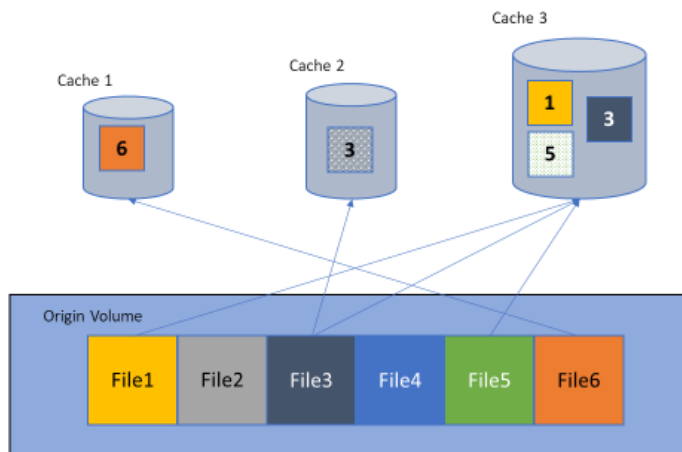 Cache 3
Cache 1
Cache 2
1
3
6
3
5
Origin Volume
File1 File2 File3 File4 File5 File6